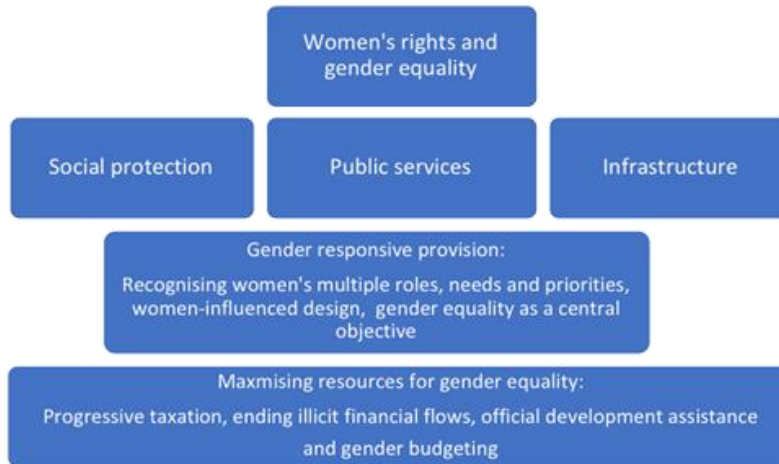 Women's rights and
gender equality
Social protection
Public services
Infrastructure
Gender responsive provision:
Recognising women's multiple roles, needs and priorities,
women-influenced design, gender equality as a central
objective
Maxmising resources for gender equality:
Progressive taxation, ending illicit financial flows, official development assistance
and gender budgeting